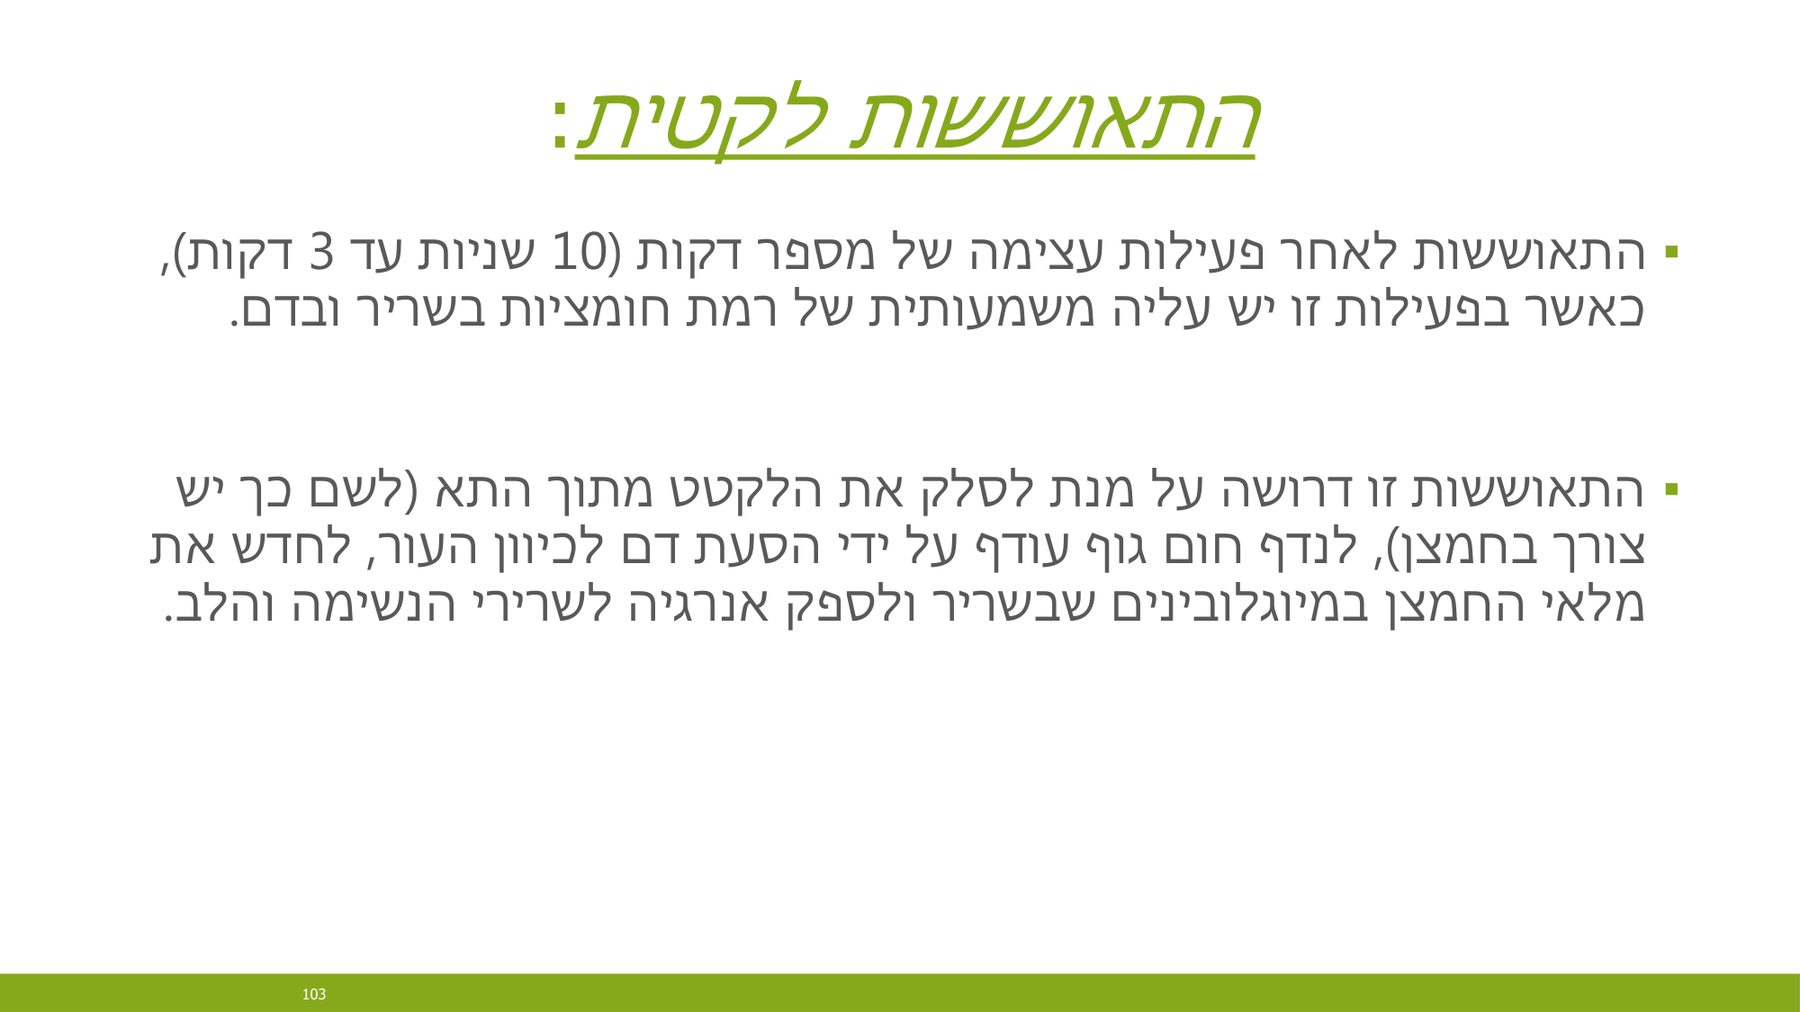 התאוששות לקטית:
▪ התאוששות לאחר פעילות עצימה של מספר דקות (10 שניות עד 3 דקות),
כאשר בפעילות זו יש עליה משמעותית של רמת חומציות בשריר ובדם.
▪ התאוששות זו דרושה על מנת לסלק את הלקטט מתוך התא (לשם כך יש
צורך בחמצן), לנדף חום גוף עודף על ידי הסעת דם לכיוון העור, לחדש את
מלאי החמצן במיוגלובינים שבשריר ולספק אנרגיה לשרירי הנשימה והלב.
103